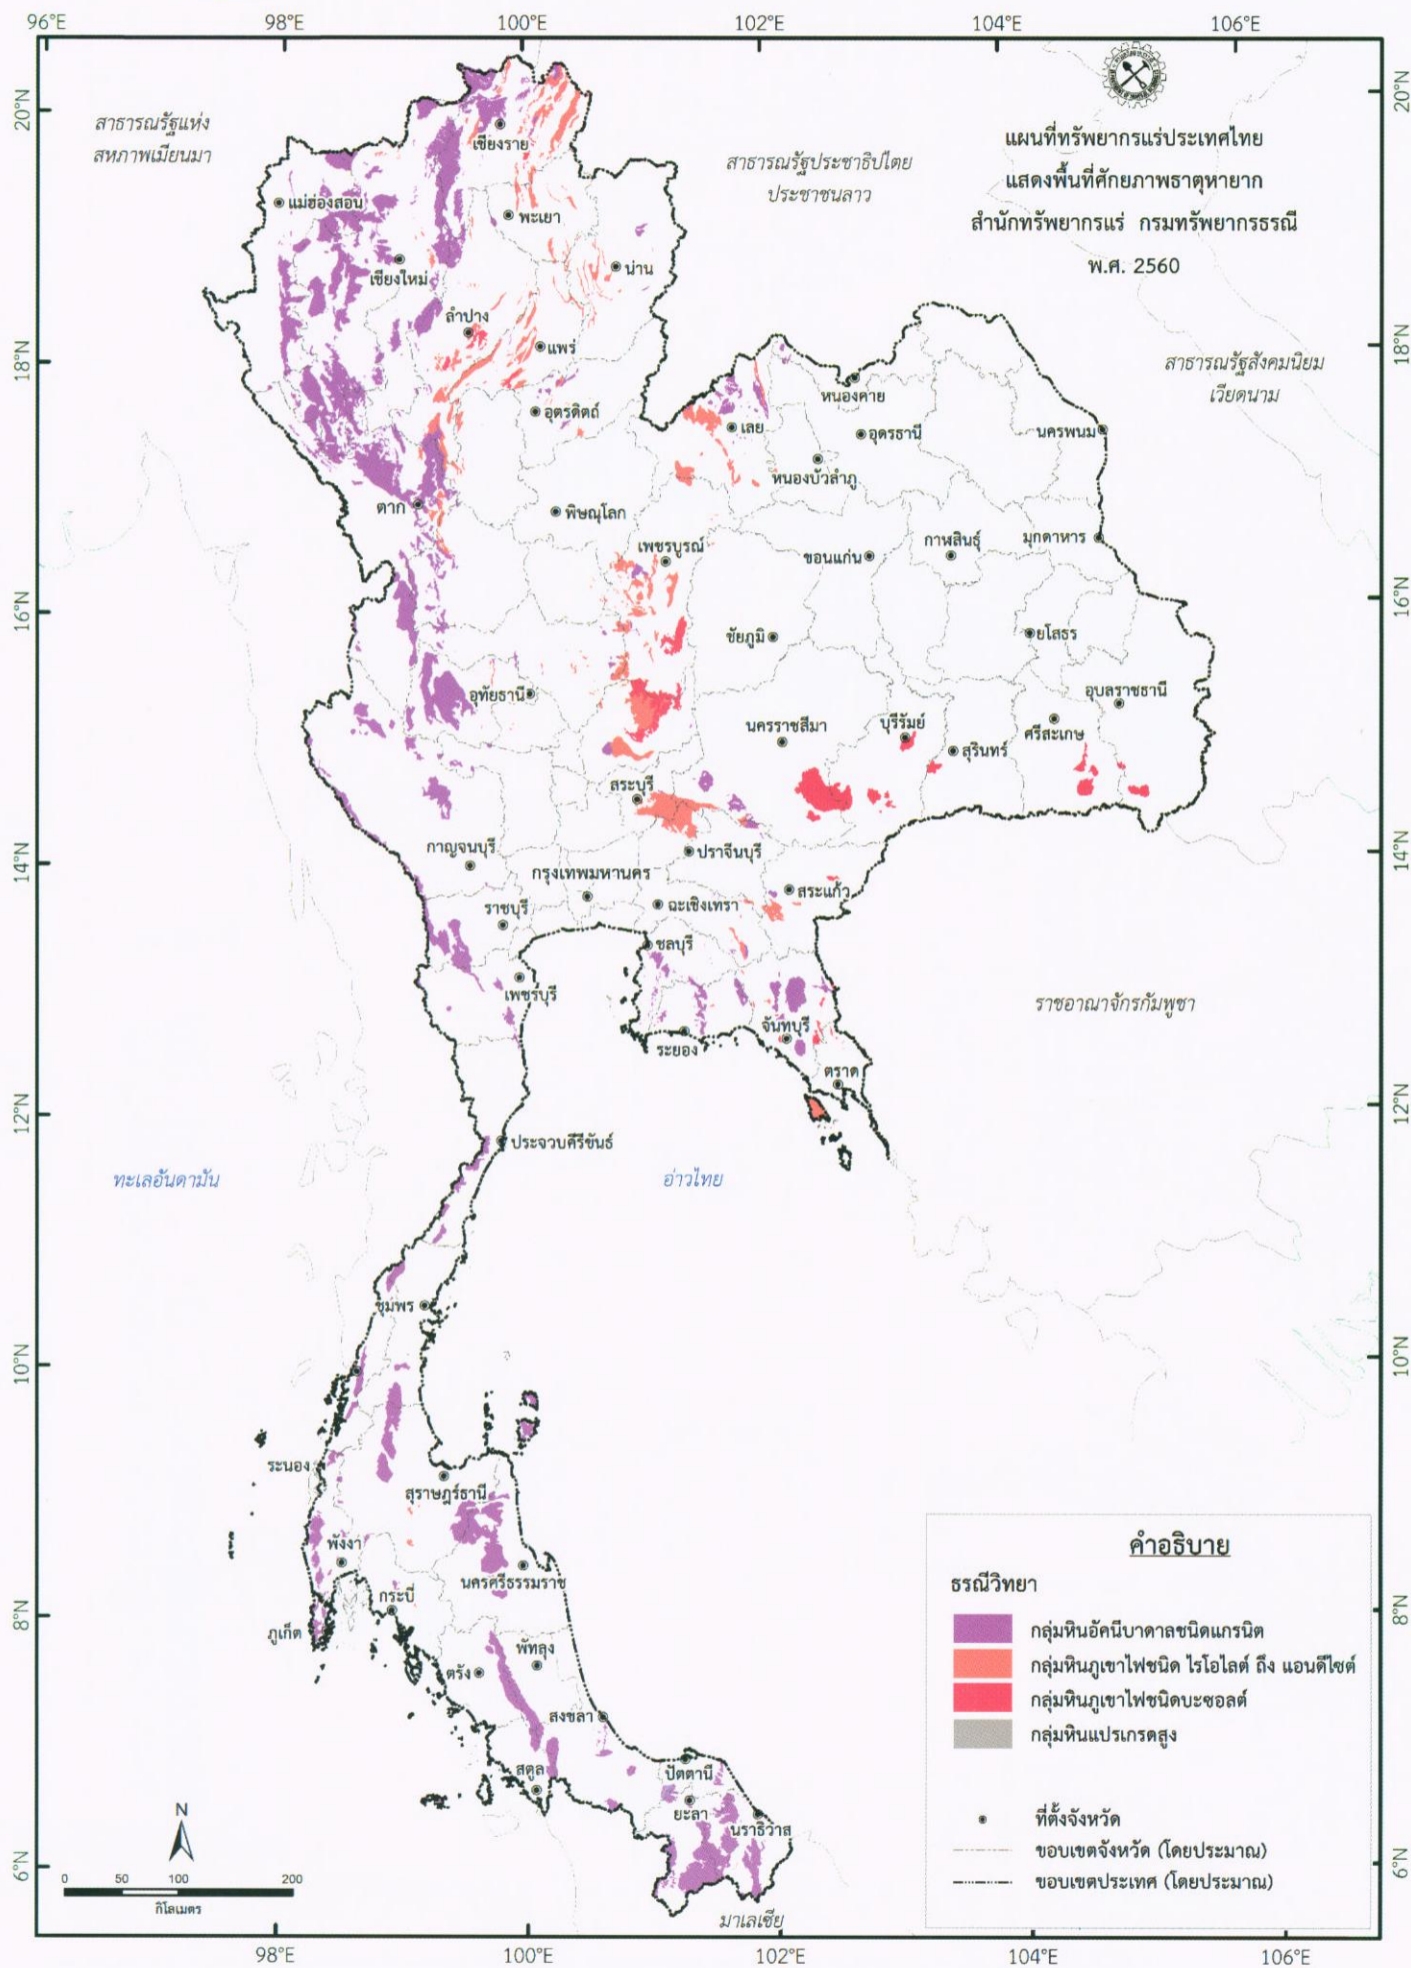 96°E 98°E 100°E 102°E 104°E 106°E
แผนที่ทรัพยากรแร่ประเทศไทย
แสดงพื้นที่ศักยภาพธาตุหายาก
สำนักทรัพยากรแร่ กรมทรัพยากรธรณี
พ.ศ. 2560
20°N
20°N
สาธารณรัฐแห่ง
สหภาพเมียนมา
สาธารณรัฐประชาธิปไตย
ประชาชนลาว
เชียงราย
แม่ฮ่องสอน
พะเยา
เชียงใหม่
น่าน
ลำปาง
แพร่
18°N
18°N
สาธารณรัฐสังคมนิยม
เวียดนาม
หนองคาย
อุตรดิตถ์
เลย
อุดรธานี
นครพนม
หนองบัวลำภู
ตาก
พิษณุโลก
เพชรบูรณ์
ขอนแก่น
กาฬสินธุ์
มุกดาหาร
16°N
16°N
ชัยภูมิ
ยโสธร
อุทัยธานี
อุบลราชธานี
นครราชสีมา
บุรีรัมย์
ศรีสะเกษ
สุรินทร์
สระบุรี
กาญจนบุรี
ปราจีนบุรี
14°N
14°N
กรุงเทพมหานคร
สระแก้ว
ราชบุรี
ฉะเชิงเทรา
ชลบุรี
เพชรบุรี
ราชอาณาจักรกัมพูชา
จันทบุรี
ระยอง
ตราด
12°N
12°N
ประจวบคีรีขันธ์
ทะเลอันดามัน
อ่าวไทย
ชุมพร
10°N
10°N
ระนอง
สุราษฎร์ธานี
พังงา
นครศรีธรรมราช
กระบี่
8°N
8°N
ภูเก็ต
พัทลุง
ตรัง
สงขลา
สตูล
ปัตตานี
ยะลา
นราธิวาส
6°N
6°N
มาเลเซีย
คำอธิบาย
ธรณีวิทยา
กลุ่มหินอัคนีบาดาลชนิดแกรนิต
กลุ่มหินภูเขาไฟชนิด ไรโอไลต์ ถึง แอนดีไซต์
กลุ่มหินภูเขาไฟชนิดบะซอลต์
กลุ่มหินแปรเกรดสูง
ที่ตั้งจังหวัด
ขอบเขตจังหวัด (โดยประมาณ)
ขอบเขตประเทศ (โดยประมาณ)
N
0 50 100 200
กิโลเมตร
98°E 100°E 102°E 104°E 106°E